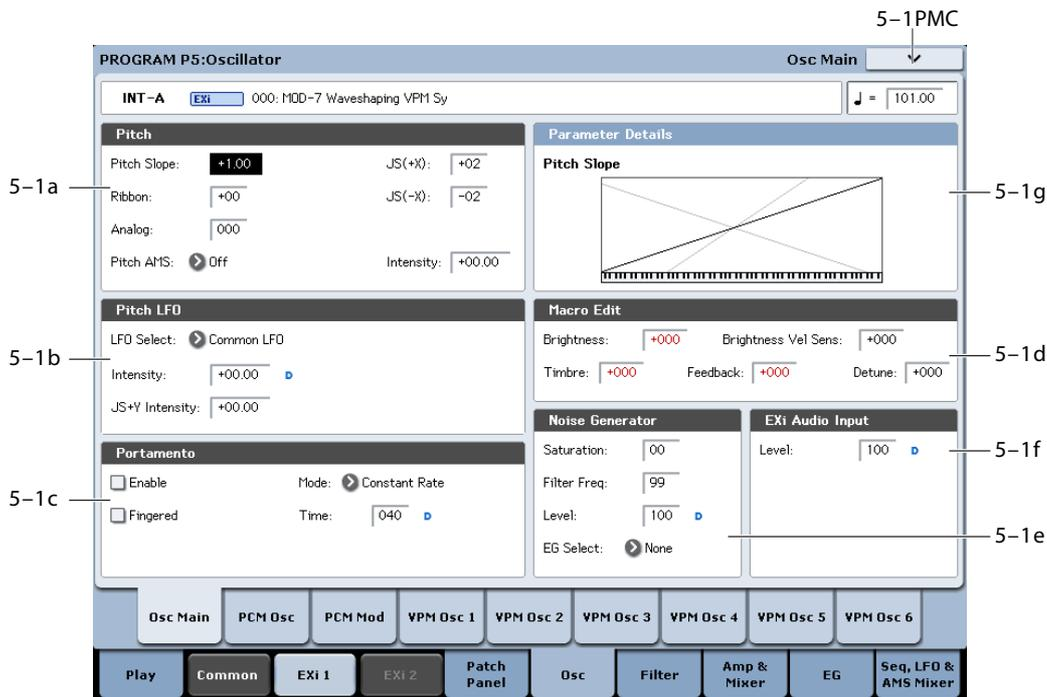 5–1PMC
PROGRAM P5:Oscillator
Osc Main
INT-A EXi 000: MOD-7 Waveshaping VPM Sy
♩ = 101.00
Pitch
Pitch Slope: +1.00 JS(+X): +02
Ribbon: +00 JS(-X): -02
Analog: 000
Pitch AMS: Off Intensity: +00.00
5–1a
Parameter Details
Pitch Slope
5–1g
Pitch LFO
LFO Select: Common LFO
Intensity: +00.00 D
JS+Y Intensity: +00.00
5–1b
Macro Edit
Brightness: +000 Brightness Vel Sens: +000
Timbre: +000 Feedback: +000 Detune: +000
5–1d
Portamento
Enable Mode: Constant Rate
Fingered Time: 040 D
5–1c
Noise Generator
Saturation: 00
Filter Freq: 99
Level: 100 D
EG Select: None
5–1e
EXi Audio Input
Level: 100 D
5–1f
Osc Main PCM Osc PCM Mod VPM Osc 1 VPM Osc 2 VPM Osc 3 VPM Osc 4 VPM Osc 5 VPM Osc 6
Play Common EXi 1 EXi 2 Patch Panel Osc Filter Amp & Mixer EG Seq, LFO & AMS Mixer